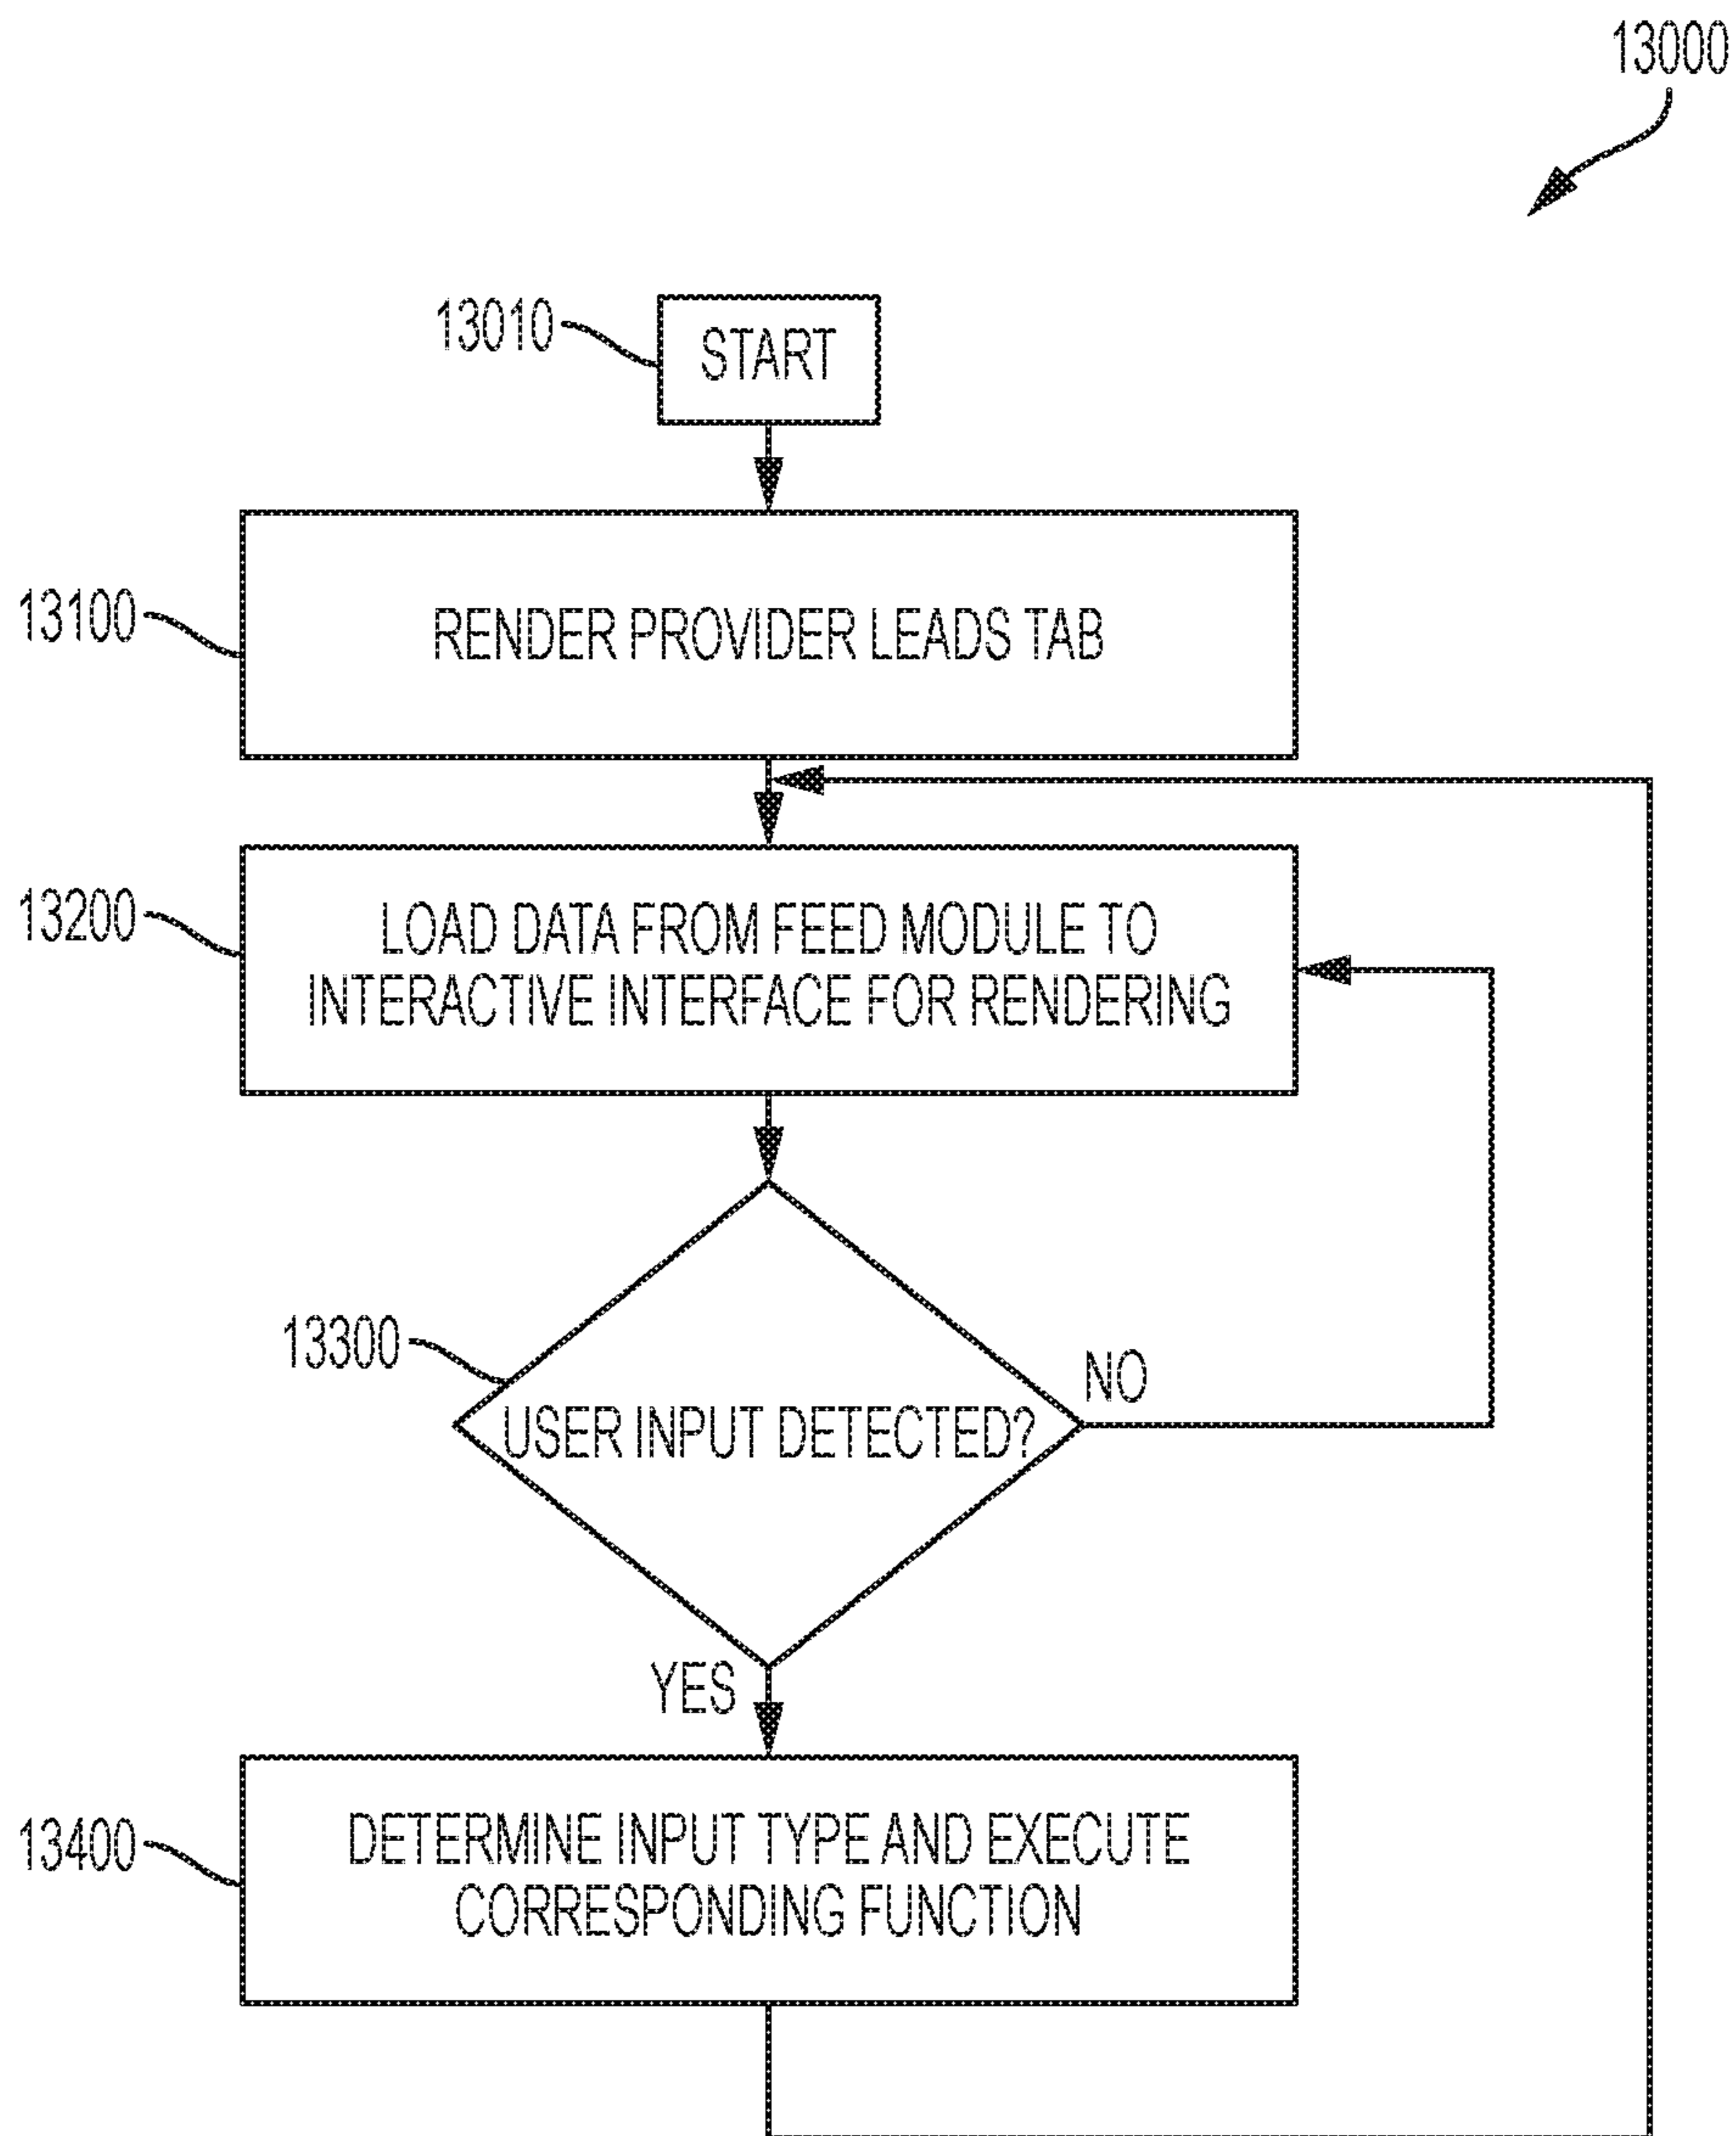 13000
13010
START
13100
RENDER PROVIDER LEADS TAB
13200
LOAD DATA FROM FEED MODULE TO
INTERACTIVE INTERFACE FOR RENDERING
13300
USER INPUT DETECTED?
NO
YES
13400
DETERMINE INPUT TYPE AND EXECUTE
CORRESPONDING FUNCTION